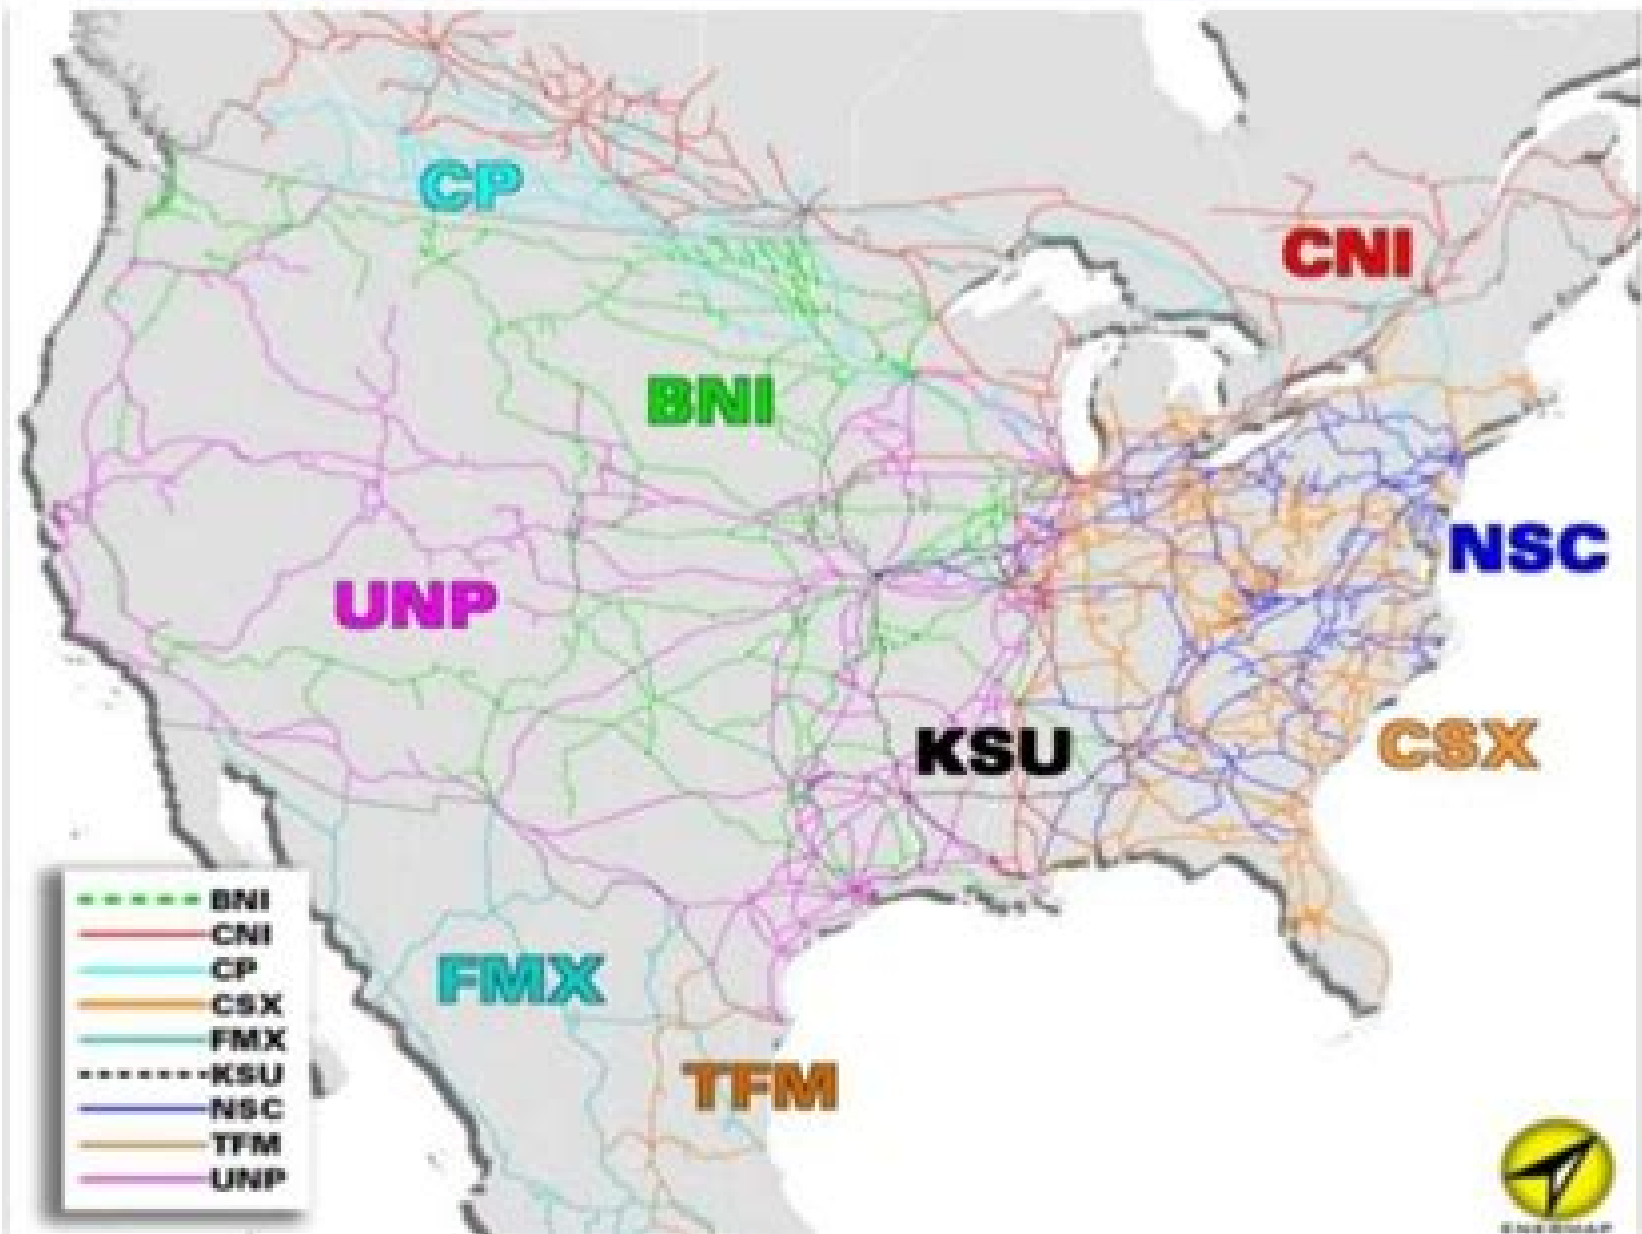 CP
CNI
BNI
NSC
UNP
KSU
CSX
FMX
TFM
BNI
CNI
CP
CSX
FMX
KSU
NSC
TFM
UNP